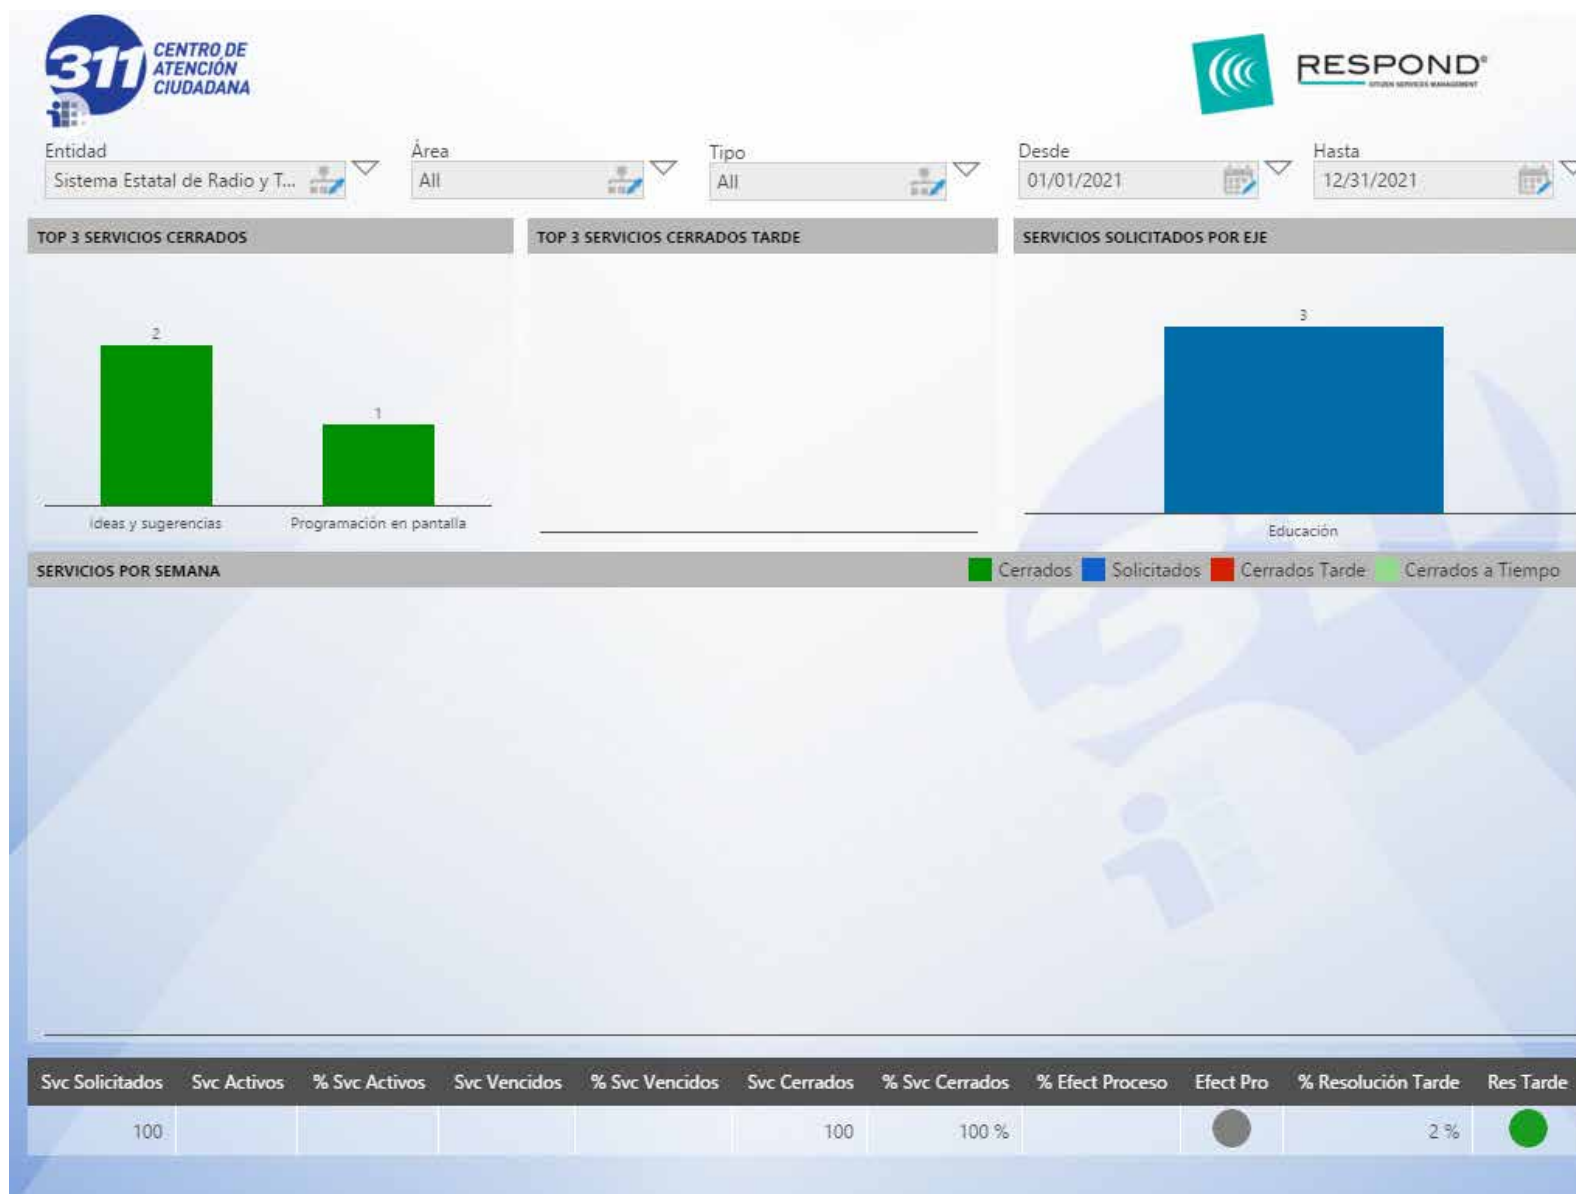 311 CENTRO DE
ATENCIÓN
CIUDADANA
RESPOND®
CITIZEN SERVICES MANAGEMENT
Entidad Área Tipo Desde Hasta
Sistema Estatal de Radio y T... All All 01/01/2021 12/31/2021
TOP 3 SERVICIOS CERRADOS
2
1
Ideas y sugerencias Programación en pantalla
TOP 3 SERVICIOS CERRADOS TARDE
SERVICIOS SOLICITADOS POR EJE
3
Educación
SERVICIOS POR SEMANA Cerrados Solicitados Cerrados Tarde Cerrados a Tiempo
311
Svc Solicitados Svc Activos % Svc Activos Svc Vencidos % Svc Vencidos Svc Cerrados % Svc Cerrados % Efect Proceso Efect Pro % Resolución Tarde Res Tarde
100 100 100 % 2 %